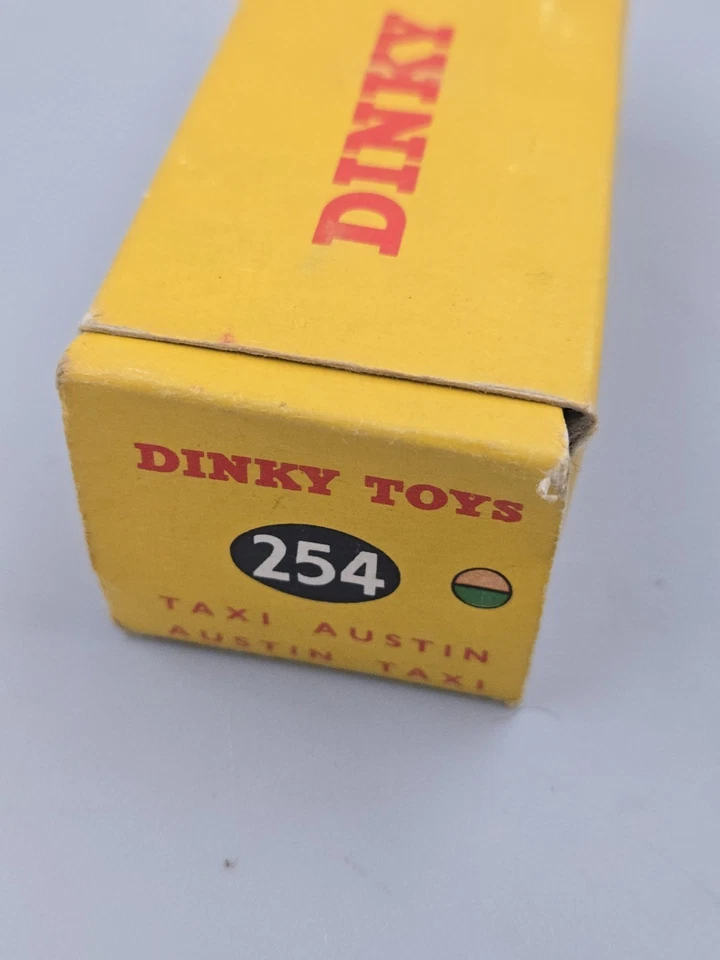 DINKY
DINKY TOYS
254
TAXI AUSTIN
AUSTIN TAXI